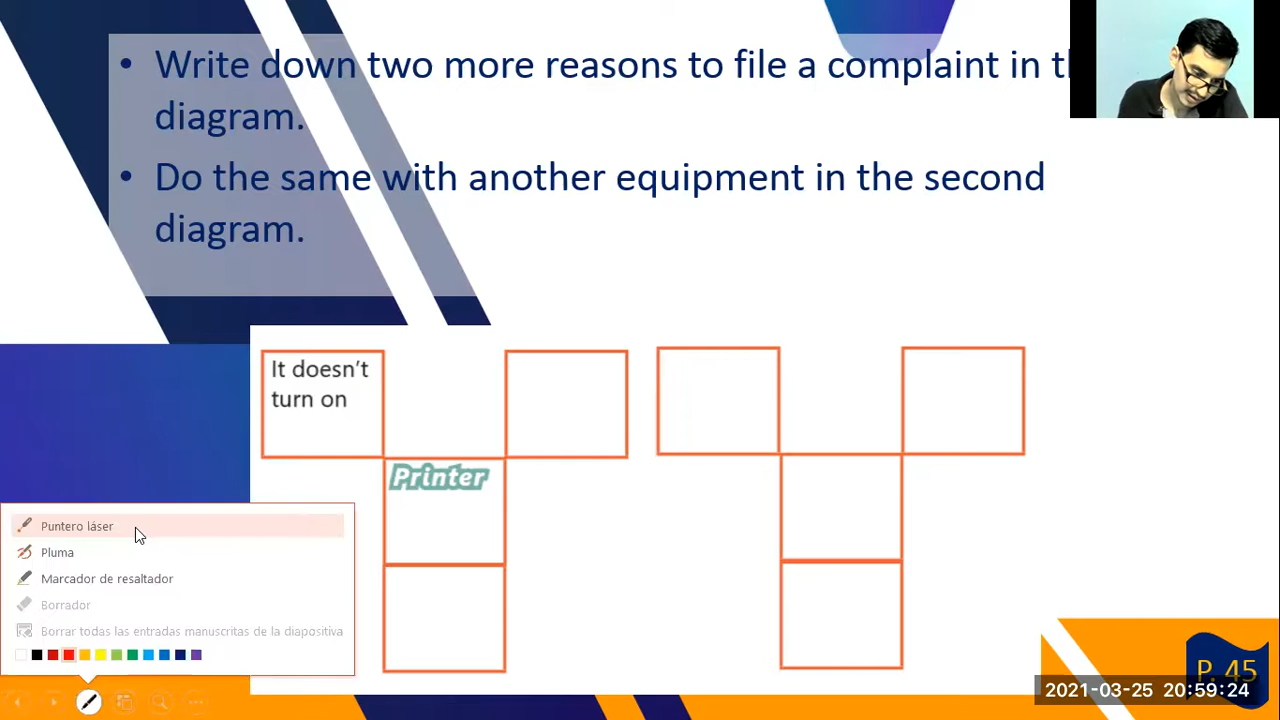 • Write down two more reasons to file a complaint in th
diagram.
• Do the same with another equipment in the second
diagram.
It doesn't
turn on
Printer
Puntero láser
Pluma
Marcador de resaltador
Borrador
Borrar todas las entradas manuscritas de la diapositiva
P. 45
2021-03-25 20:59:24